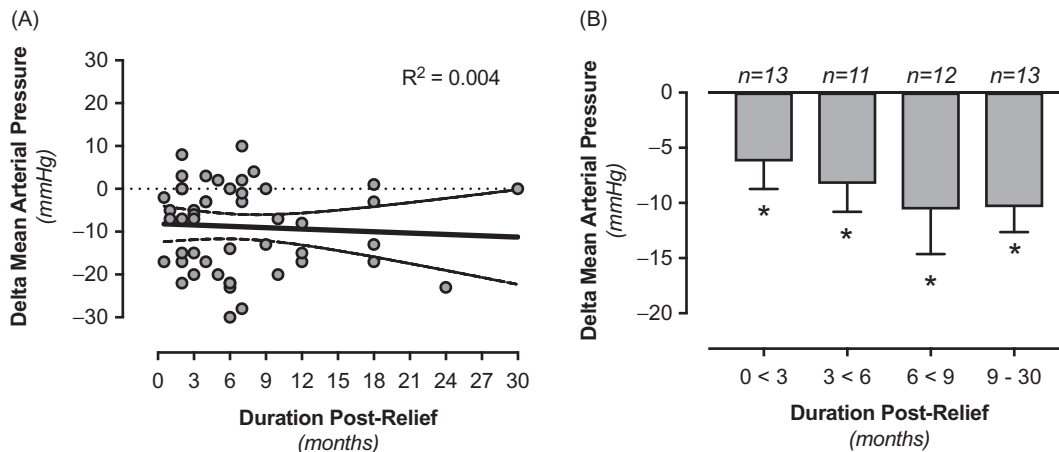 (A)
Delta Mean Arterial Pressure
(mmHg)
30
20
10
0
−10
−20
−30
R² = 0.004
0 3 6 9 12 15 18 21 24 27 30
Duration Post-Relief
(months)
(B)
Delta Mean Arterial Pressure
(mmHg)
n=13 n=11 n=12 n=13
0
−5
−10
−15
−20
* * * *
0 < 3 3 < 6 6 < 9 9 - 30
Duration Post-Relief
(months)